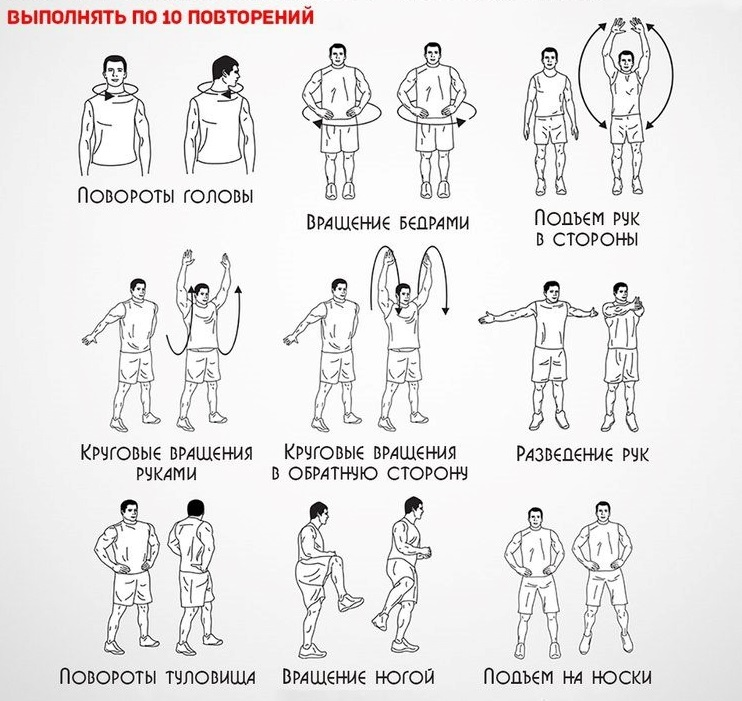 ВЫПОЛНЯТЬ ПО 10 ПОВТОРЕНИЙ
ПОВОРОТЫ ГОЛОВЫ
ВРАЩЕНИЕ БЕДРАМИ
ПОДЪЕМ РУК
В СТОРОНЫ
КРУГОВЫЕ ВРАЩЕНИЯ
РУКАМИ
КРУГОВЫЕ ВРАЩЕНИЯ
В ОБРАТНУЮ СТОРОНУ
РАЗВЕДЕНИЕ РУК
ПОВОРОТЫ ТУЛОВИЩА
ВРАЩЕНИЕ НОГОЙ
ПОДЪЕМ НА НОСКИ